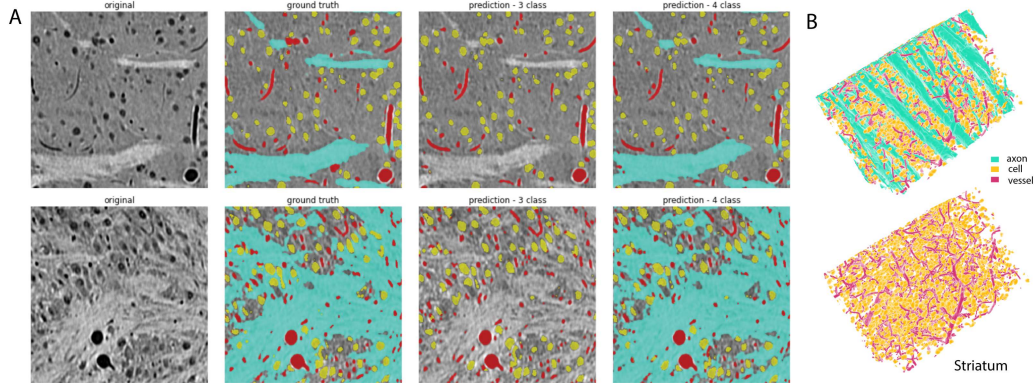 A
original
ground truth
prediction - 3 class
prediction - 4 class
original
ground truth
prediction - 3 class
prediction - 4 class
B
axon
cell
vessel
Striatum